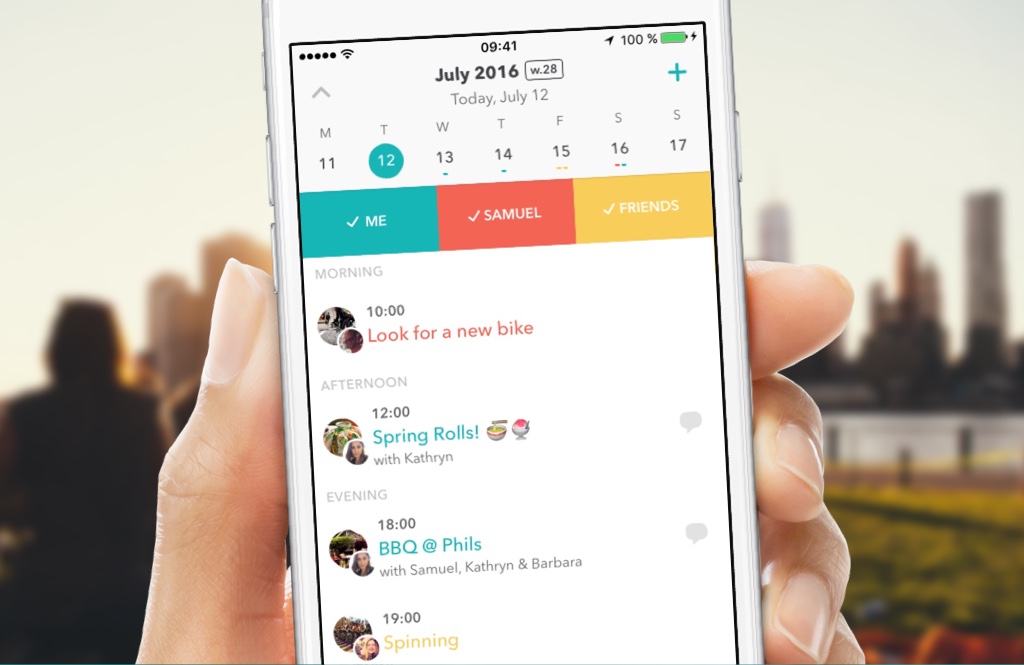 09:41
100 %
July 2016 w.28
Today, July 12
M T W T F S S
11 12 13 14 15 16 17
ME SAMUEL FRIENDS
MORNING
10:00
Look for a new bike
AFTERNOON
12:00
Spring Rolls! 🍜🍧
with Kathryn
EVENING
18:00
BBQ @ Phils
with Samuel, Kathryn & Barbara
19:00
Spinning